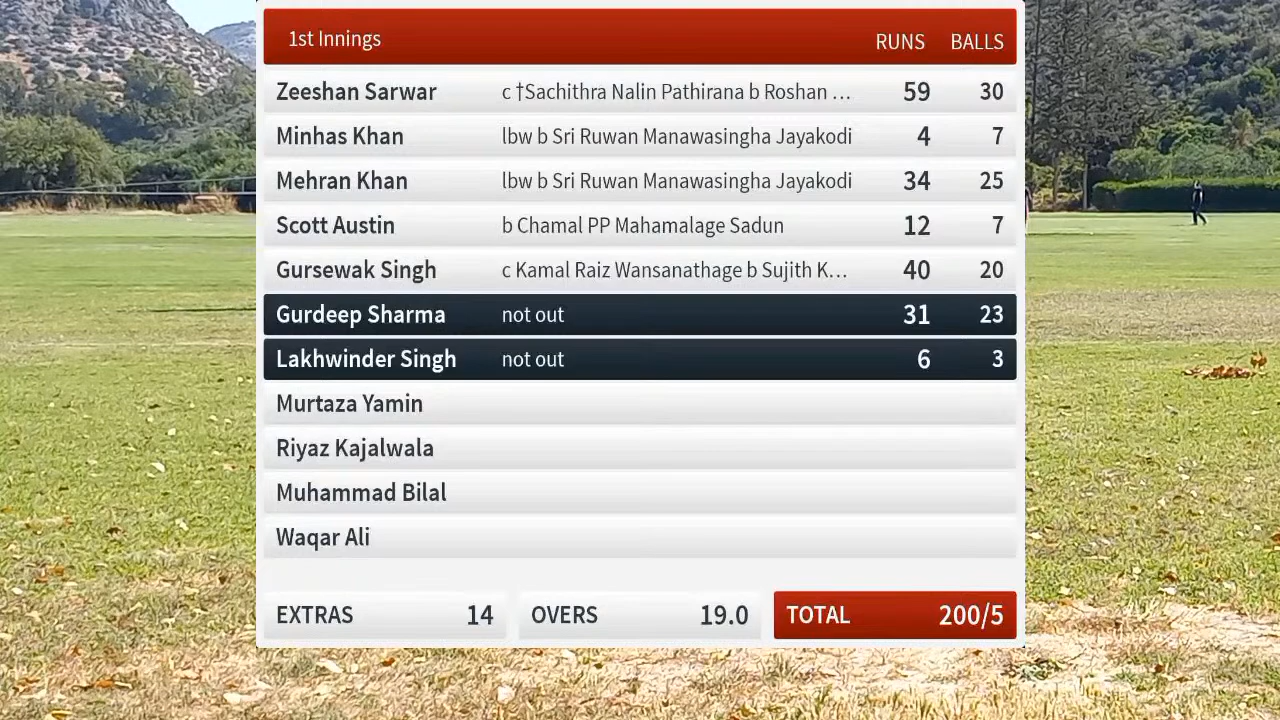 1st Innings RUNS BALLS
Zeeshan Sarwar c †Sachithra Nalin Pathirana b Roshan ... 59 30
Minhas Khan lbw b Sri Ruwan Manawasingha Jayakodi 4 7
Mehran Khan lbw b Sri Ruwan Manawasingha Jayakodi 34 25
Scott Austin b Chamal PP Mahamalage Sadun 12 7
Gursewak Singh c Kamal Raiz Wansanathage b Sujith K... 40 20
Gurdeep Sharma not out 31 23
Lakhwinder Singh not out 6 3
Murtaza Yamin
Riyaz Kajalwala
Muhammad Bilal
Waqar Ali
EXTRAS 14 OVERS 19.0 TOTAL 200/5